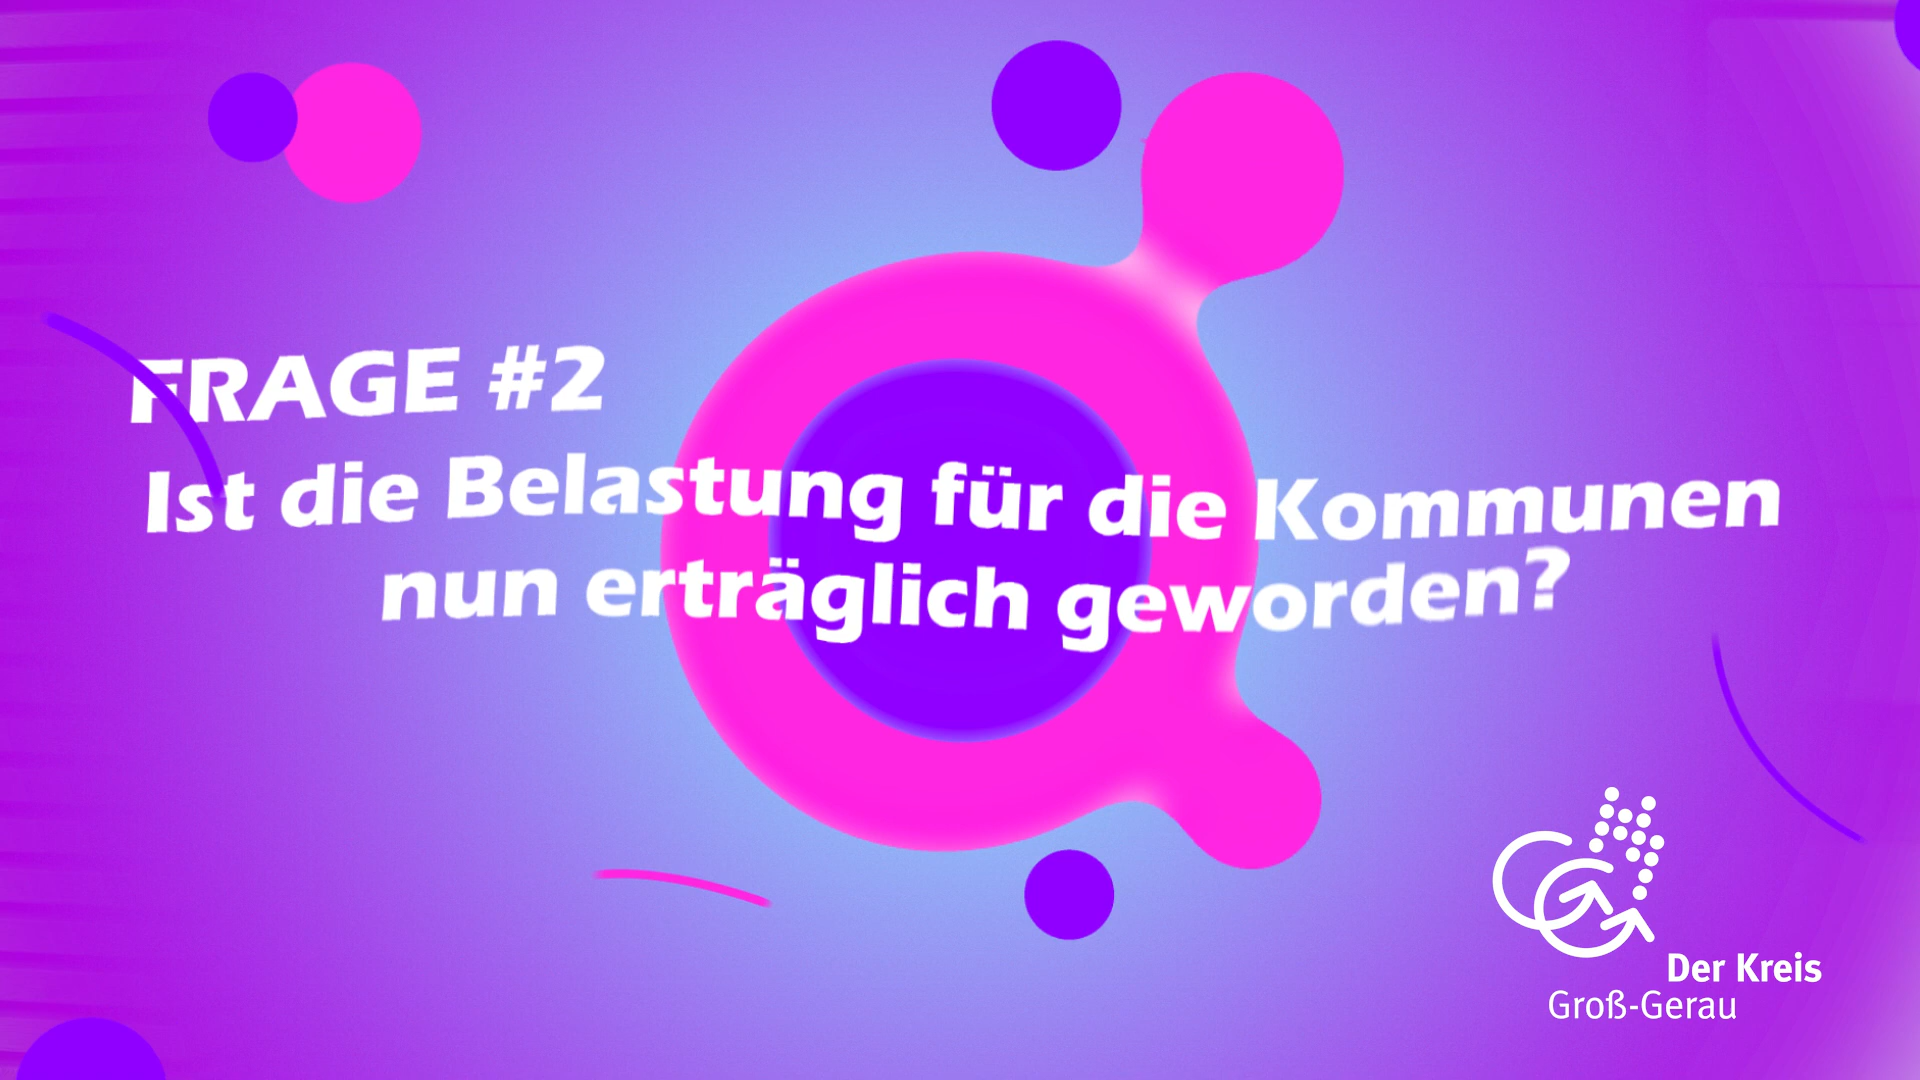 FRAGE #2
Ist die Belastung für die Kommunen
nun erträglich geworden?
Der Kreis
Groß-Gerau